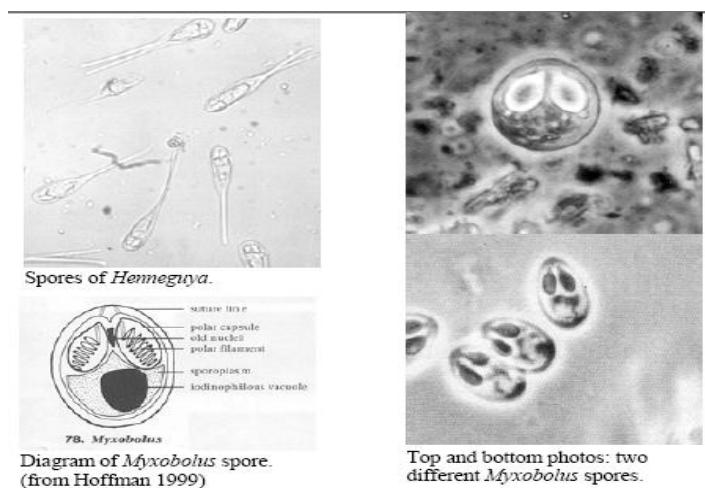 Spores of Henneguya.
suture line
polar capsule
old nuclei
polar filament
sporoplasm
iodinophilous vacuole
78. Myxobolus
Diagram of Myxobolus spore.
(from Hoffman 1999)
Top and bottom photos: two
different Myxobolus spores.